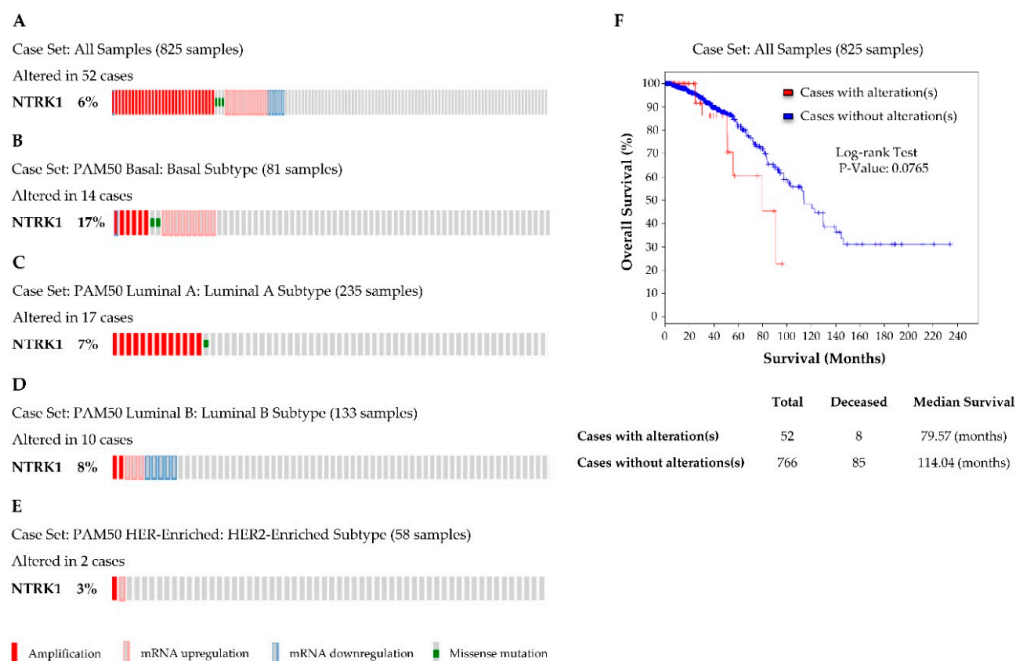 A
Case Set: All Samples (825 samples)
Altered in 52 cases
NTRK1 6%
B
Case Set: PAM50 Basal: Basal Subtype (81 samples)
Altered in 14 cases
NTRK1 17%
C
Case Set: PAM50 Luminal A: Luminal A Subtype (235 samples)
Altered in 17 cases
NTRK1 7%
D
Case Set: PAM50 Luminal B: Luminal B Subtype (133 samples)
Altered in 10 cases
NTRK1 8%
E
Case Set: PAM50 HER-Enriched: HER2-Enriched Subtype (58 samples)
Altered in 2 cases
NTRK1 3%
Amplification mRNA upregulation mRNA downregulation Missense mutation
F
Case Set: All Samples (825 samples)
Cases with alteration(s)
Cases without alteration(s)
Log-rank Test
P-Value: 0.0765
Overall Survival (%)
100
90
80
70
60
50
40
30
20
10
0
0 20 40 60 80 100 120 140 160 180 200 220 240
Survival (Months)
Total Deceased Median Survival
Cases with alteration(s) 52 8 79.57 (months)
Cases without alterations(s) 766 85 114.04 (months)